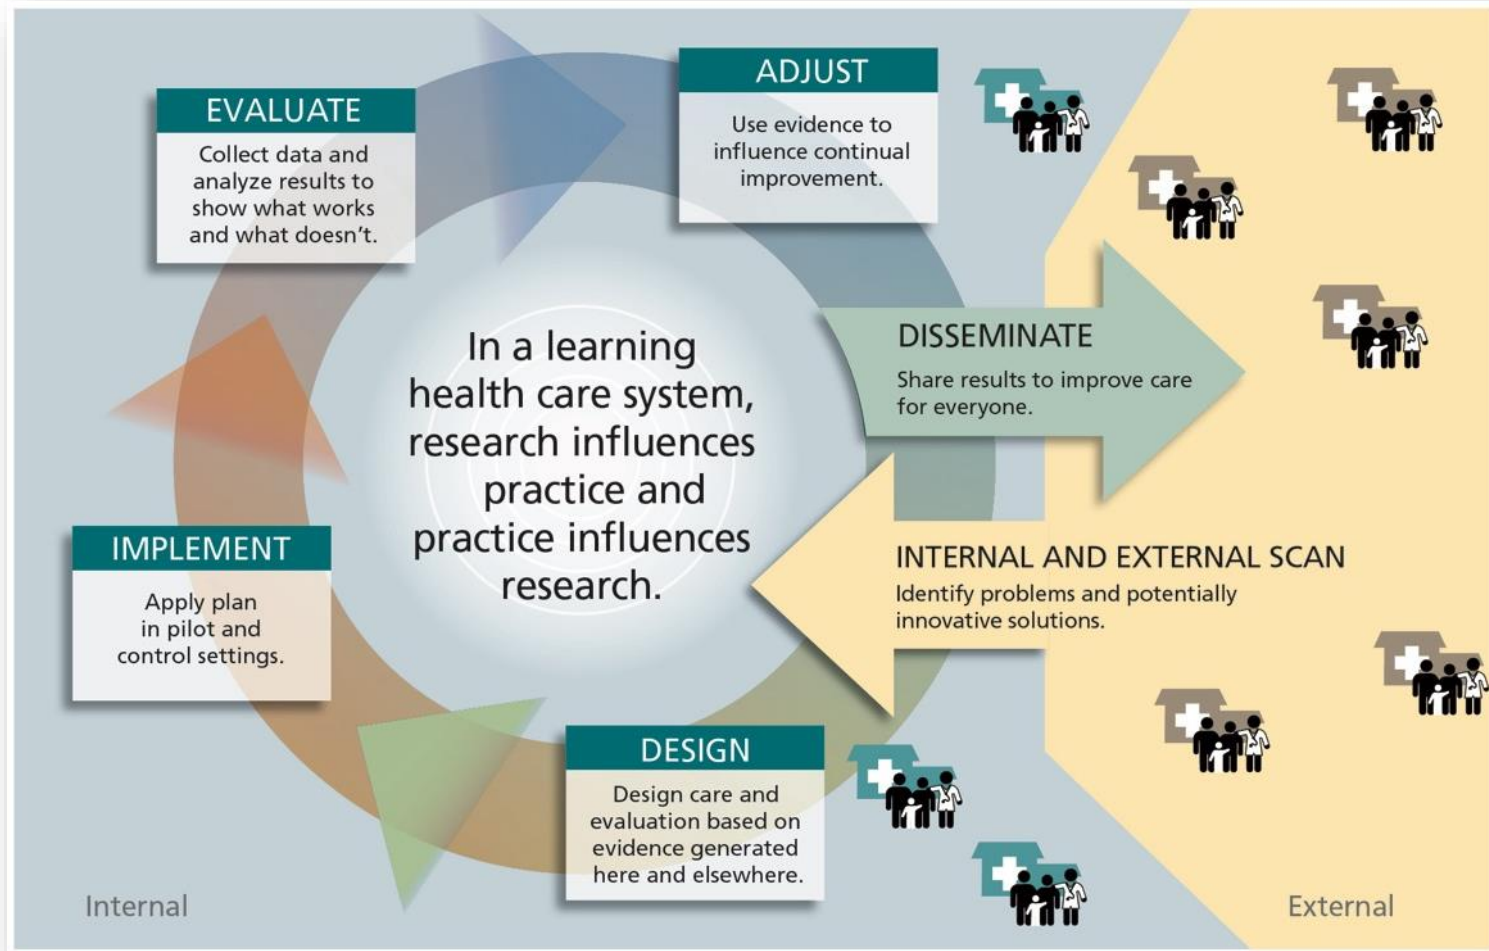 EVALUATE
Collect data and
analyze results to
show what works
and what doesn't.
ADJUST
Use evidence to
influence continual
improvement.
In a learning
health care system,
research influences
practice and
practice influences
research.
DISSEMINATE
Share results to improve care
for everyone.
INTERNAL AND EXTERNAL SCAN
Identify problems and potentially
innovative solutions.
IMPLEMENT
Apply plan
in pilot and
control settings.
DESIGN
Design care and
evaluation based on
evidence generated
here and elsewhere.
Internal
External